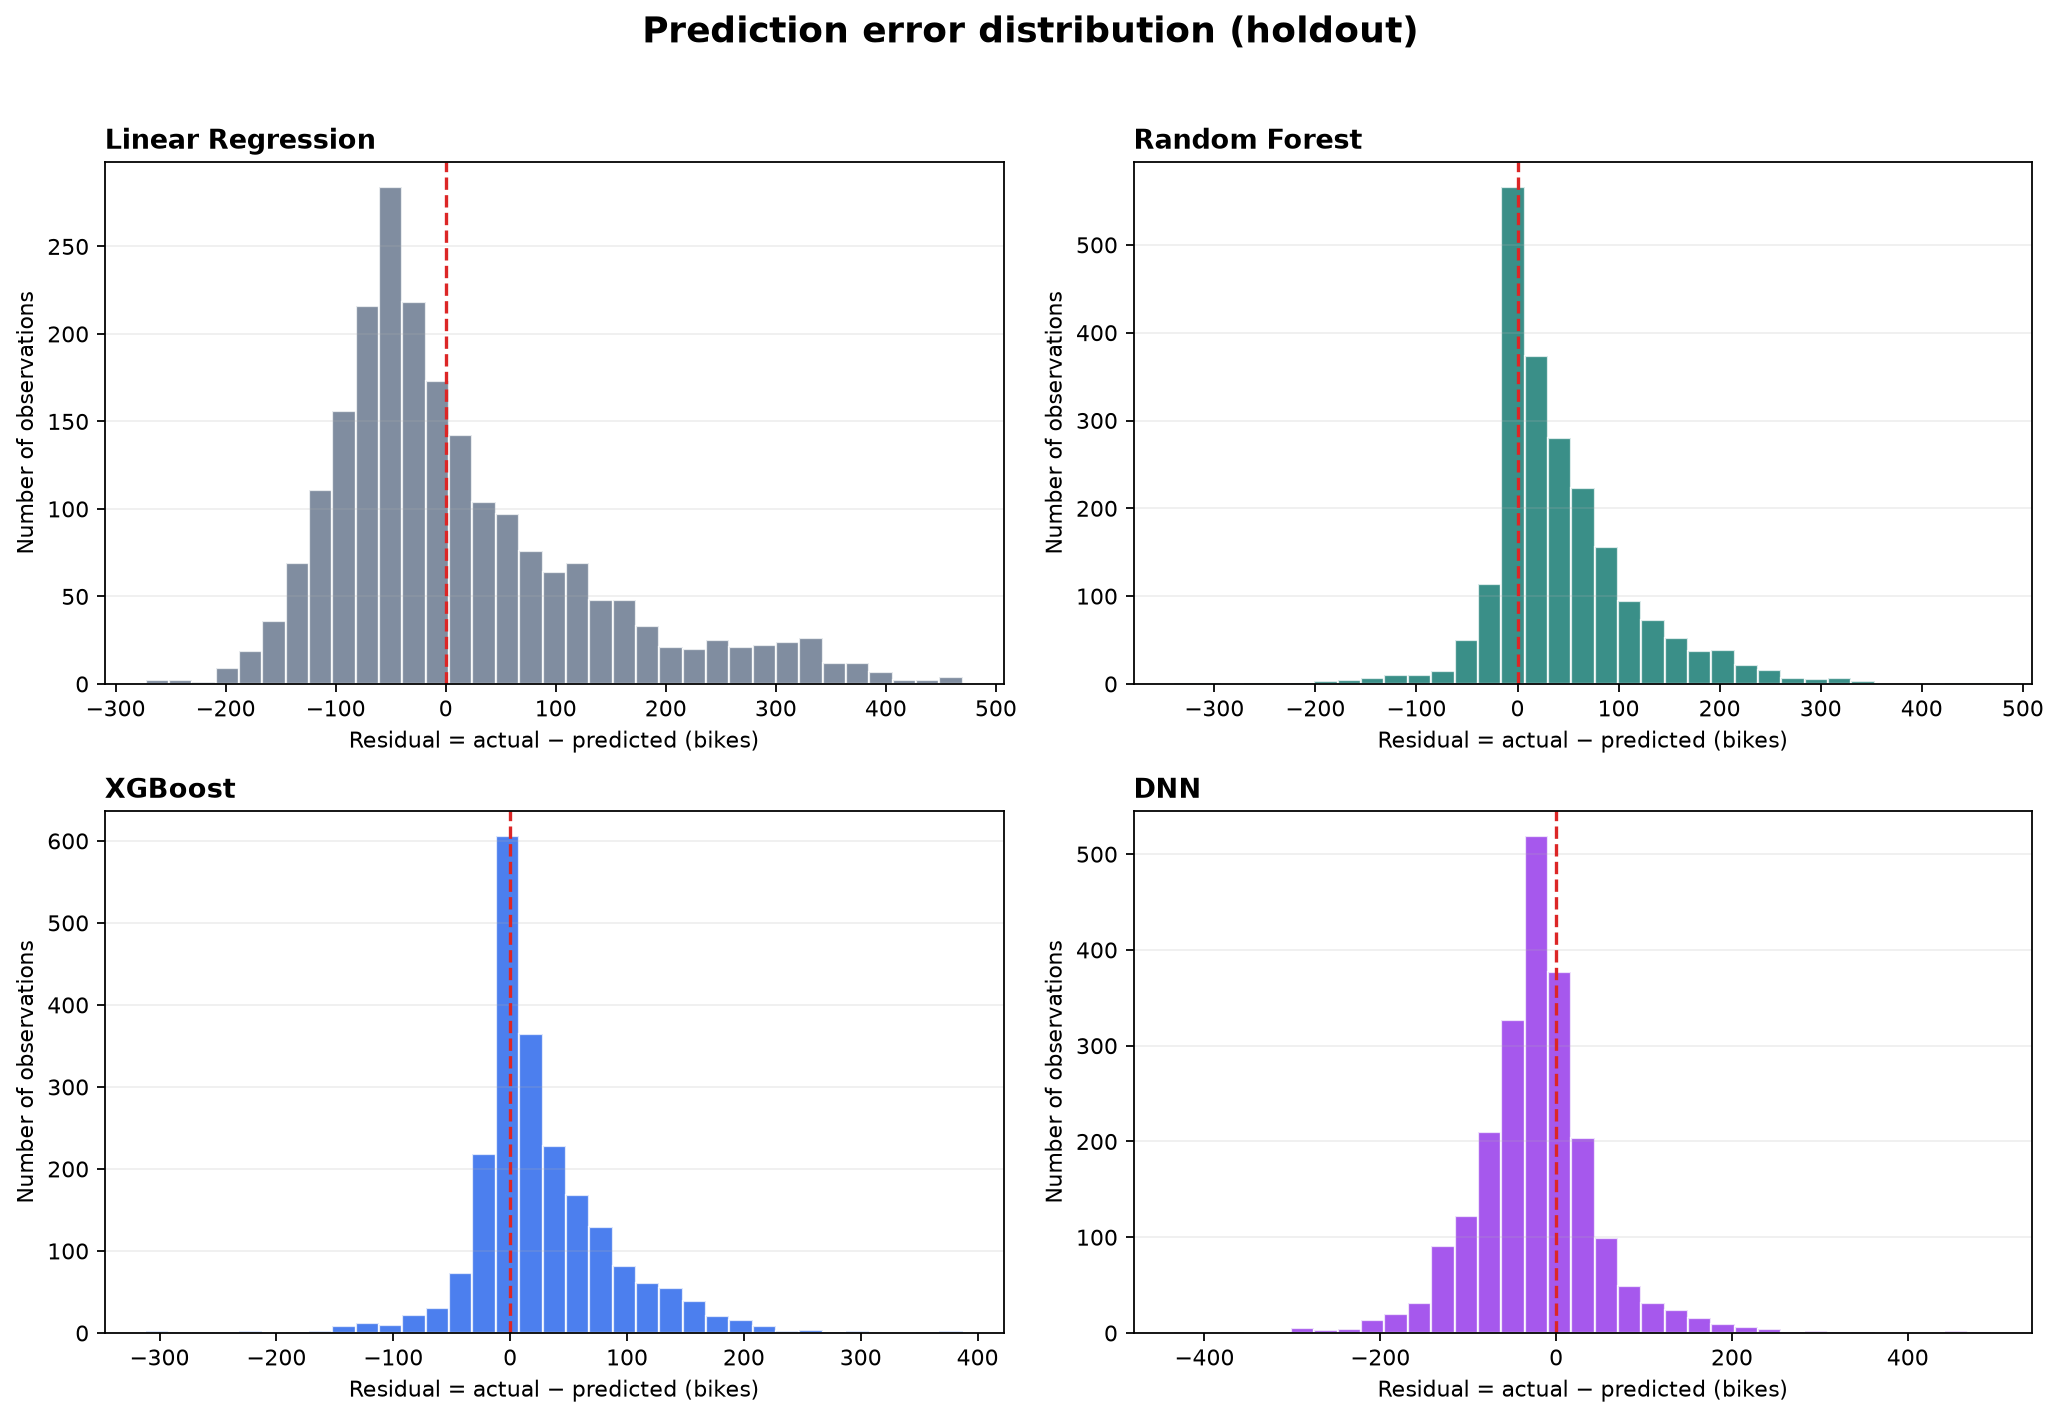 Prediction error distribution (holdout)
Linear Regression
Number of observations
250
200
150
100
50
0
−300 −200 −100 0 100 200 300 400 500
Residual = actual − predicted (bikes)
Random Forest
Number of observations
500
400
300
200
100
0
−300 −200 −100 0 100 200 300 400 500
Residual = actual − predicted (bikes)
XGBoost
Number of observations
600
500
400
300
200
100
0
−300 −200 −100 0 100 200 300 400
Residual = actual − predicted (bikes)
DNN
Number of observations
500
400
300
200
100
0
−400 −200 0 200 400
Residual = actual − predicted (bikes)